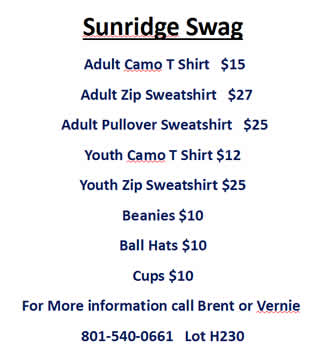 Sunridge Swag
Adult Camo T Shirt $15
Adult Zip Sweatshirt $27
Adult Pullover Sweatshirt $25
Youth Camo T Shirt $12
Youth Zip Sweatshirt $25
Beanies $10
Ball Hats $10
Cups $10
For More information call Brent or Vernie
801-540-0661 Lot H230